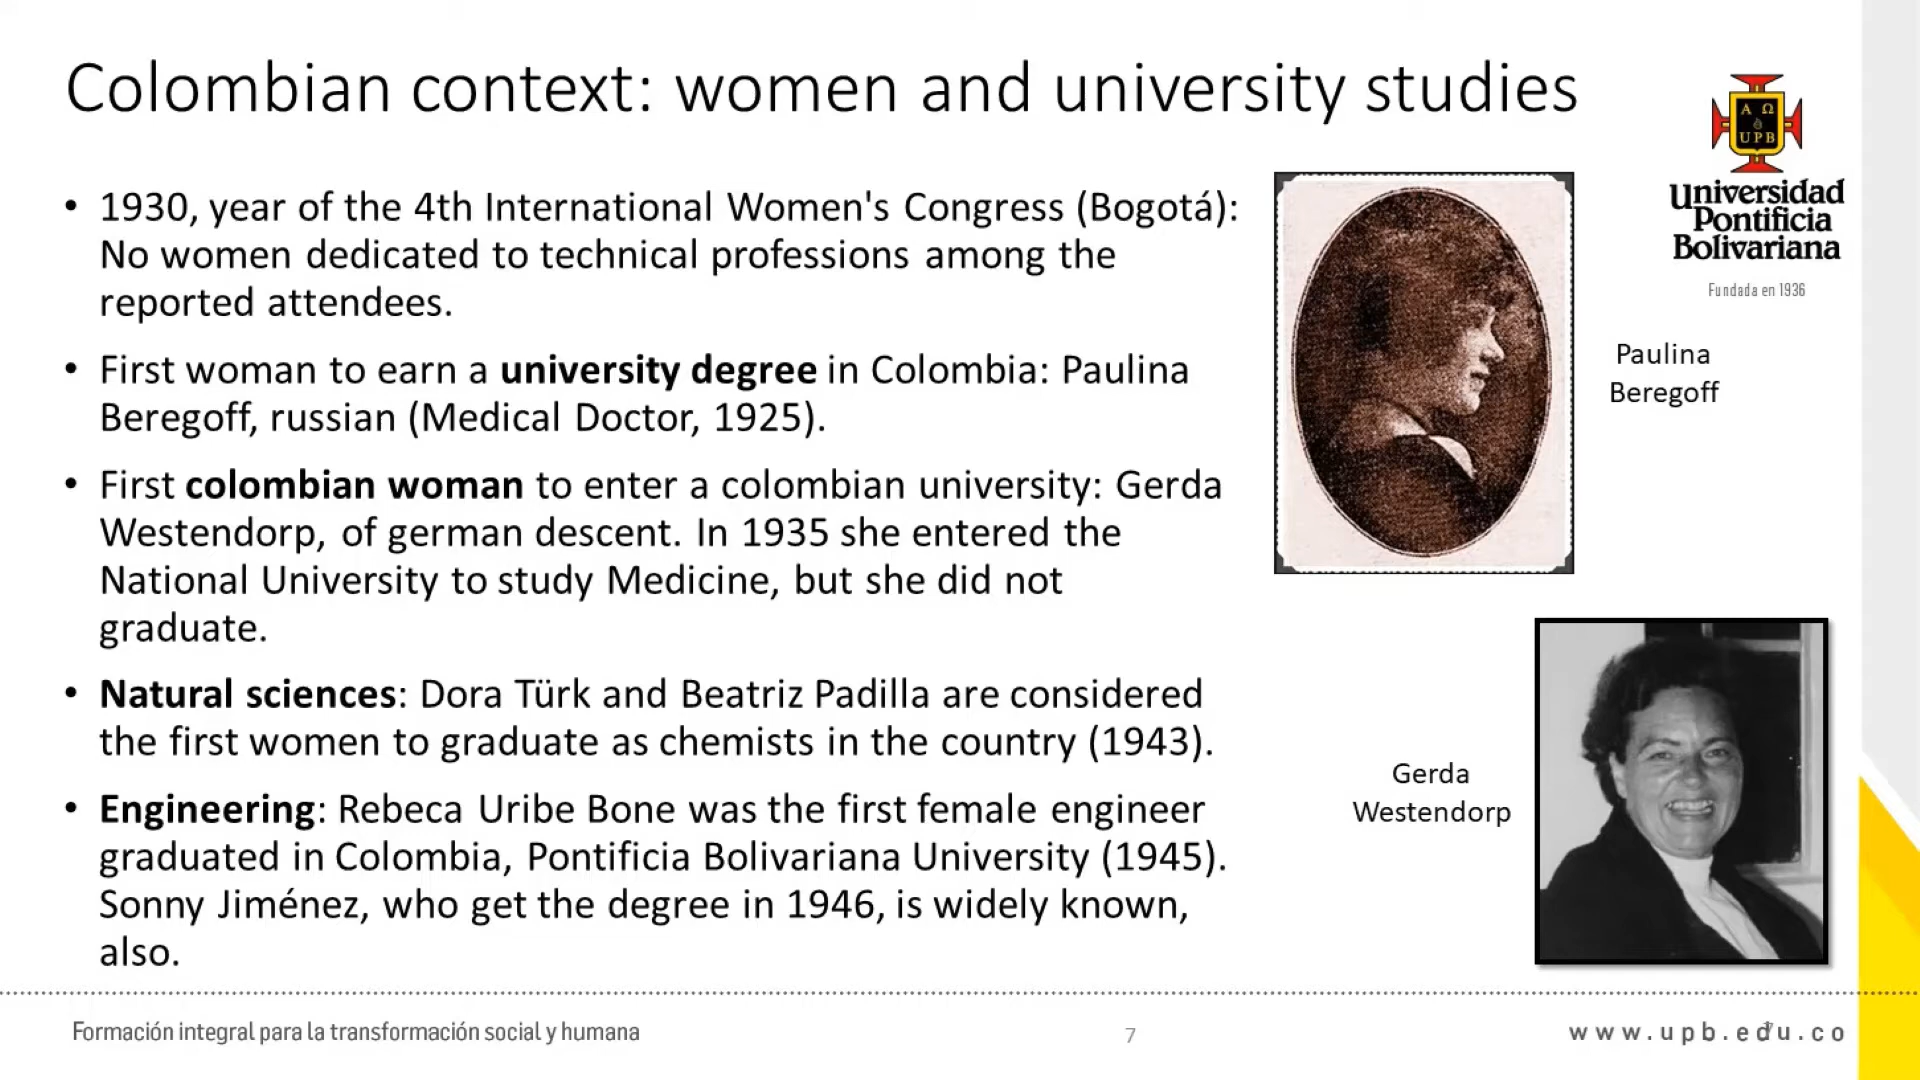 Colombian context: women and university studies
• 1930, year of the 4th International Women's Congress (Bogotá):
No women dedicated to technical professions among the
reported attendees.
• First woman to earn a university degree in Colombia: Paulina
Beregoff, russian (Medical Doctor, 1925).
• First colombian woman to enter a colombian university: Gerda
Westendorp, of german descent. In 1935 she entered the
National University to study Medicine, but she did not
graduate.
• Natural sciences: Dora Türk and Beatriz Padilla are considered
the first women to graduate as chemists in the country (1943).
• Engineering: Rebeca Uribe Bone was the first female engineer
graduated in Colombia, Pontificia Bolivariana University (1945).
Sonny Jiménez, who get the degree in 1946, is widely known,
also.
Α Ω
UPB
Universidad
Pontificia
Bolivariana
Fundada en 1936
Paulina
Beregoff
Gerda
Westendorp
Formación integral para la transformación social y humana
7
www.upb.edu.co
7